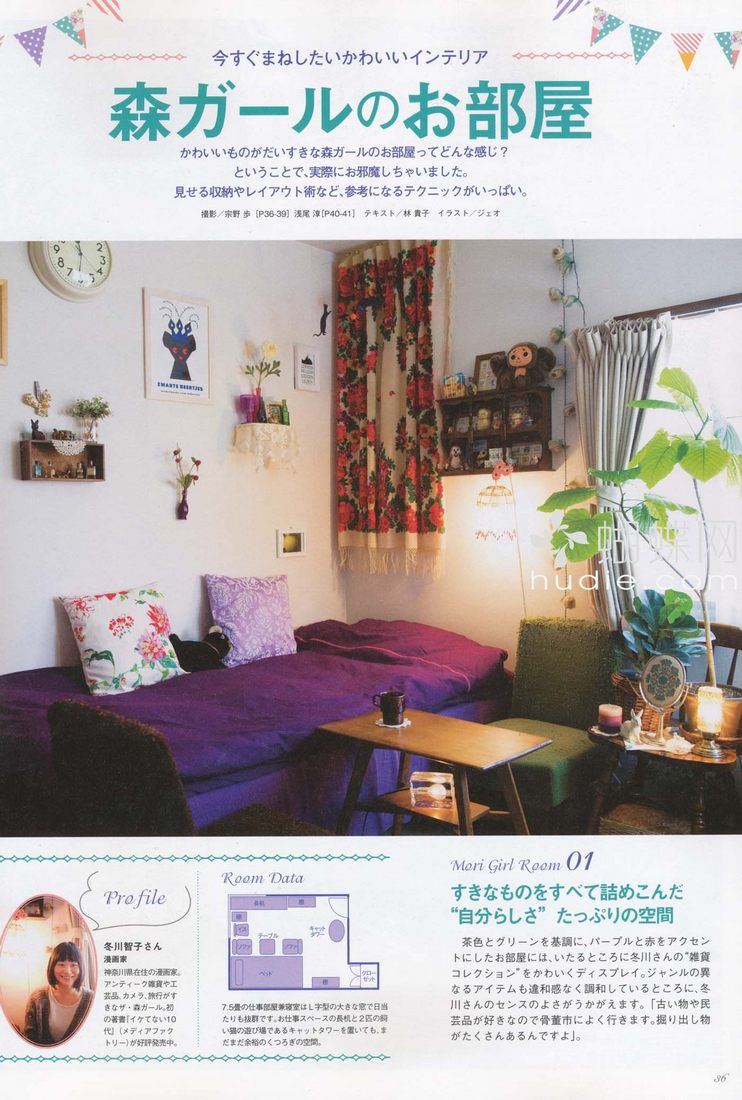 今すぐまねしたいかわいいインテリア
森ガールのお部屋
かわいいものがだいすきな森ガールのお部屋ってどんな感じ？
ということで、実際にお邪魔しちゃいました。
見せる収納やレイアウト術など、参考になるテクニックがいっぱい。
撮影／宗野 歩［P36-39］浅尾 淳［P40-41］　テキスト／林 貴子　イラスト／ジェオ
ZWARTE BEERTJES
蝴蝶网
hudie.com
Profile
冬川智子さん
漫画家
神奈川県在住の漫画家。
アンティーク雑貨や工
芸品、カメラ、旅行がす
きなザ・森ガール。初
の著書『イケてない10
代』（メディアファク
トリー）が好評発売中。
Room Data
長机
棚
棚
イス
テーブル
キャット
タワー
ソファ
ソファ
ベッド
クロー
ゼット
7.5畳の仕事部屋兼寝室はL字型の大きな窓で日当
たりも抜群です。お仕事スペースの長机と2匹の飼
い猫の遊び場であるキャットタワーを置いても、ま
だまだ余裕のくつろぎの空間。
Mori Girl Room 01
すきなものをすべて詰めこんだ
“自分らしさ”たっぷりの空間
茶色とグリーンを基調に、パープルと赤をアクセ
ントにしたお部屋には、いたるところに冬川さんの“雑貨
コレクション”をかわいくディスプレイ。ジャンルの異
なるアイテムも違和感なく調和しているところに、冬
川さんのセンスのよさがうかがえます。「古い物や民
芸品が好きなので骨董市によく行きます。掘り出し物
がたくさんあるんですよ」。
36